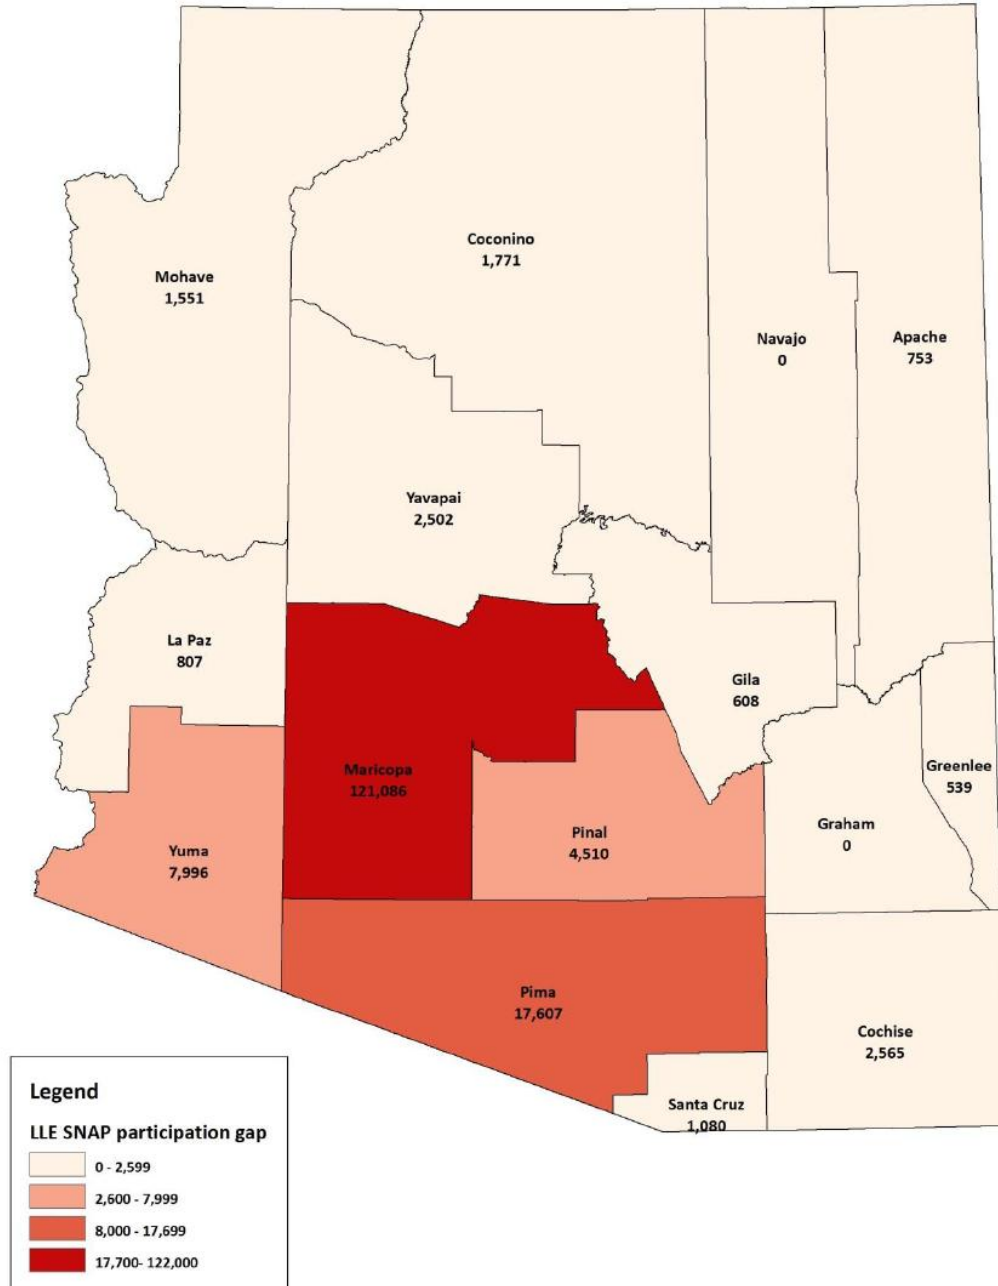 Coconino
1,771
Mohave
1,551
Navajo
0
Apache
753
Yavapai
2,502
La Paz
807
Gila
608
Greenlee
539
Maricopa
121,086
Graham
0
Pinal
4,510
Yuma
7,996
Pima
17,607
Cochise
2,565
Santa Cruz
1,080
Legend
LLE SNAP participation gap
0 - 2,599
2,600 - 7,999
8,000 - 17,699
17,700- 122,000